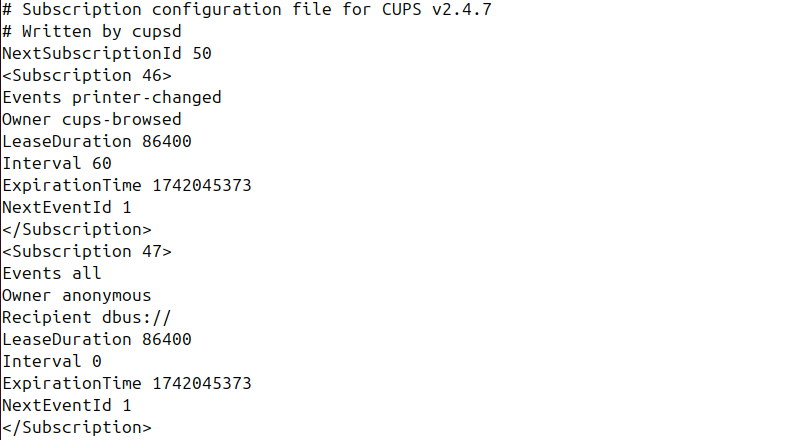 # Subscription configuration file for CUPS v2.4.7
# Written by cupsd
NextSubscriptionId 50
<Subscription 46>
Events printer-changed
Owner cups-browsed
LeaseDuration 86400
Interval 60
ExpirationTime 1742045373
NextEventId 1
</Subscription>
<Subscription 47>
Events all
Owner anonymous
Recipient dbus://
LeaseDuration 86400
Interval 0
ExpirationTime 1742045373
NextEventId 1
</Subscription>